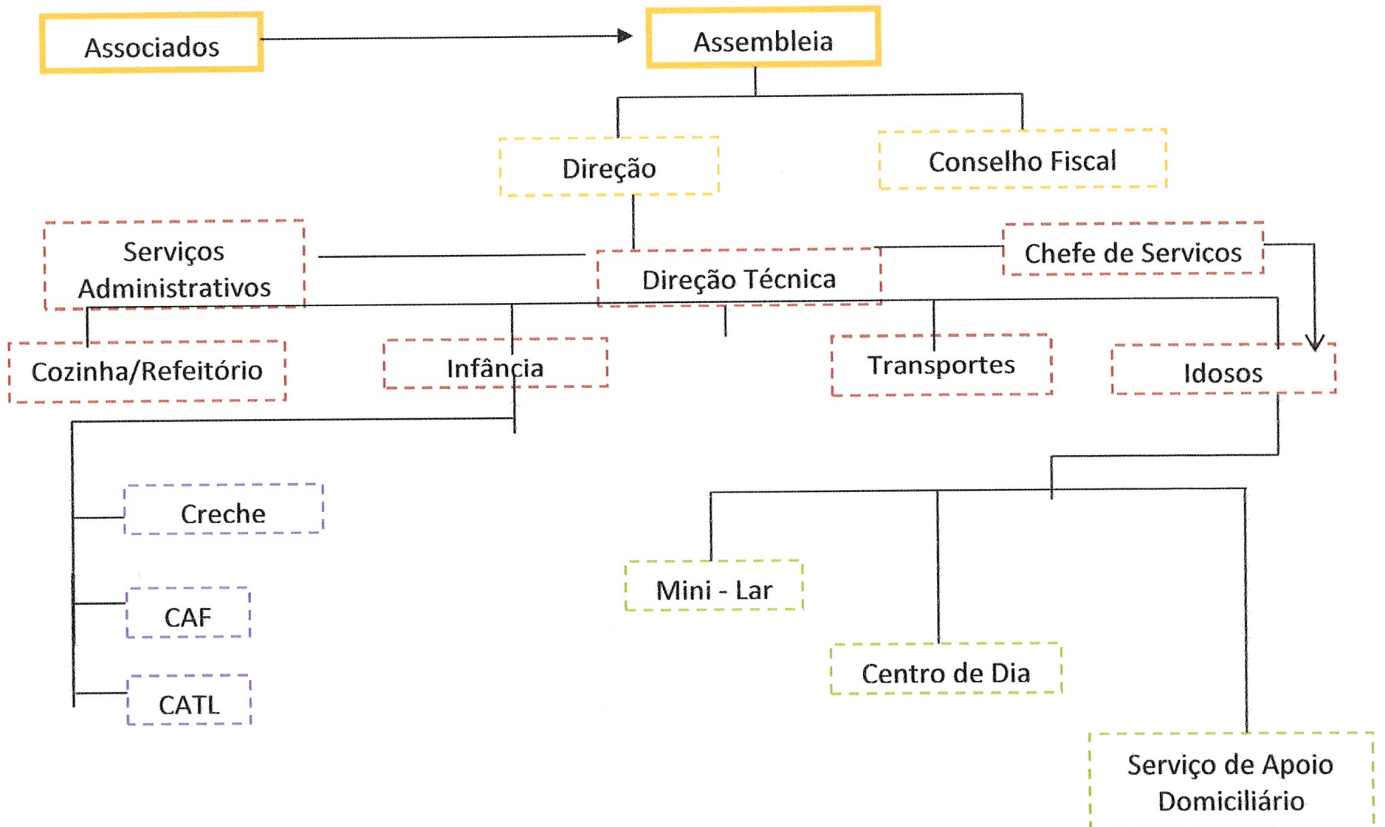 Associados
Assembleia
Direção
Conselho Fiscal
Serviços
Administrativos
Direção Técnica
Chefe de Servicos
Cozinha/Refeitório
Infância
Transportes
Idosos
Creche
CAF
CATL
Mini - Lar
Centro de Dia
Serviço de Apoio
Domiciliário